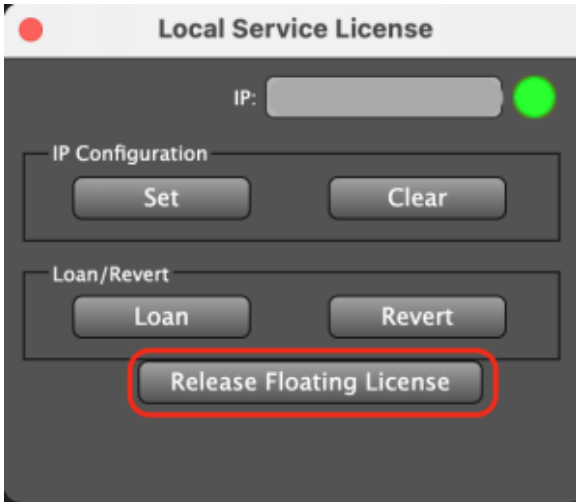 Local Service License
IP:
IP Configuration
Set Clear
Loan/Revert
Loan Revert
Release Floating License